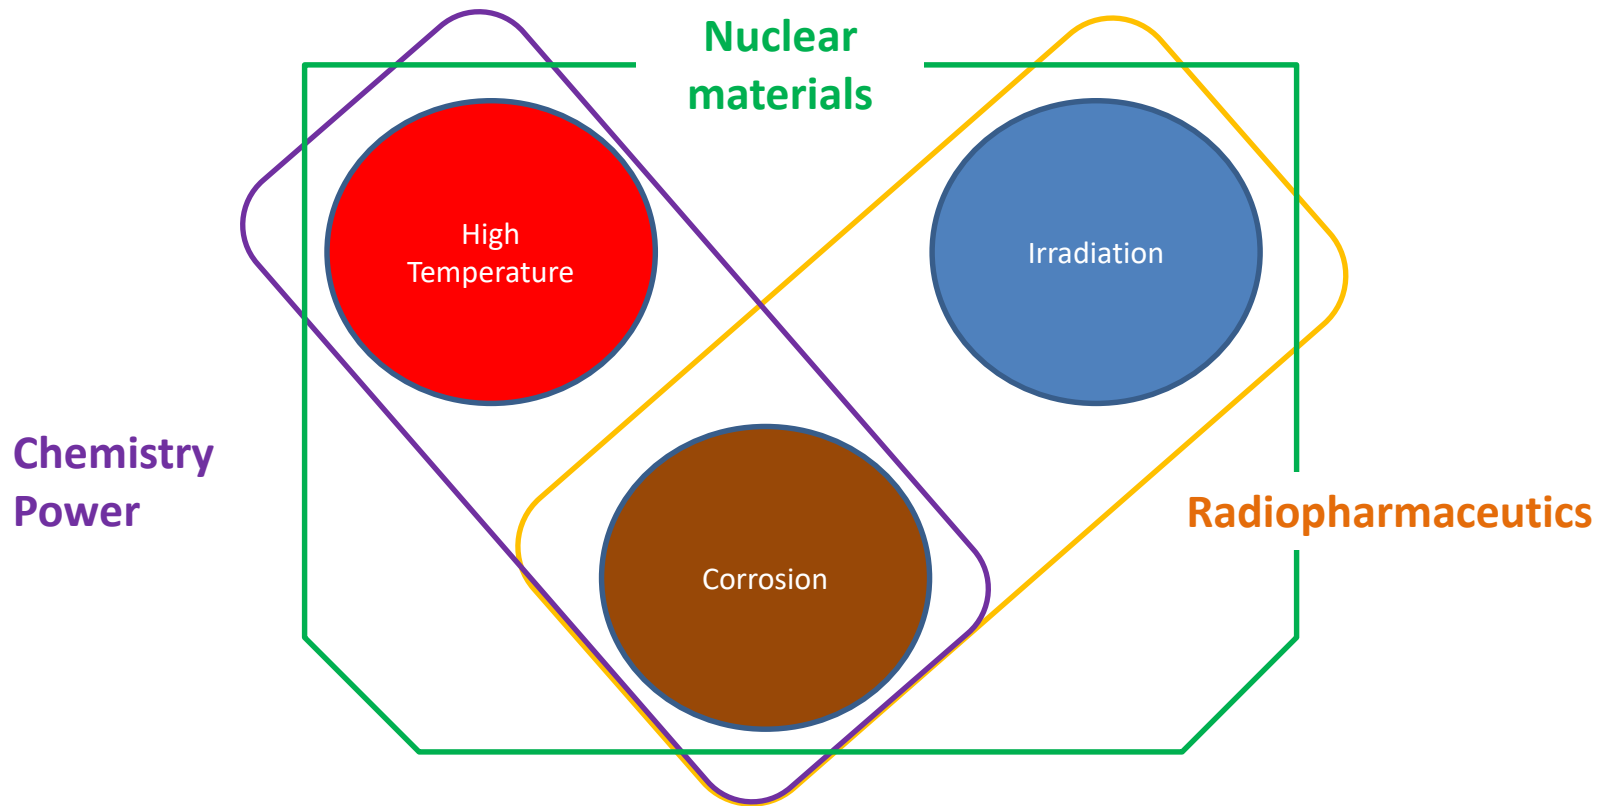 Nuclear
materials
High
Temperature
Irradiation
Chemistry
Power
Radiopharmaceutics
Corrosion